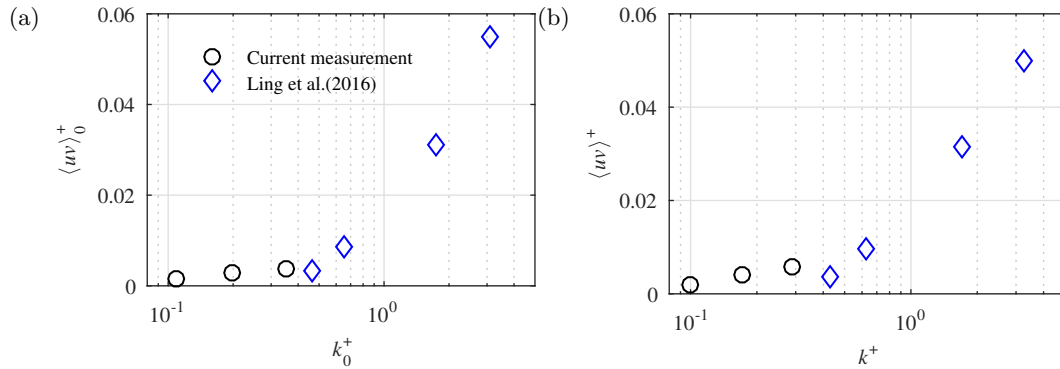 (a)
0.06
0.04
0.02
0
⟨uv⟩₀⁺
Current measurement
Ling et al.(2016)
10⁻¹ 10⁰
k₀⁺
(b)
0.06
0.04
0.02
0
⟨uv⟩⁺
10⁻¹ 10⁰
k⁺